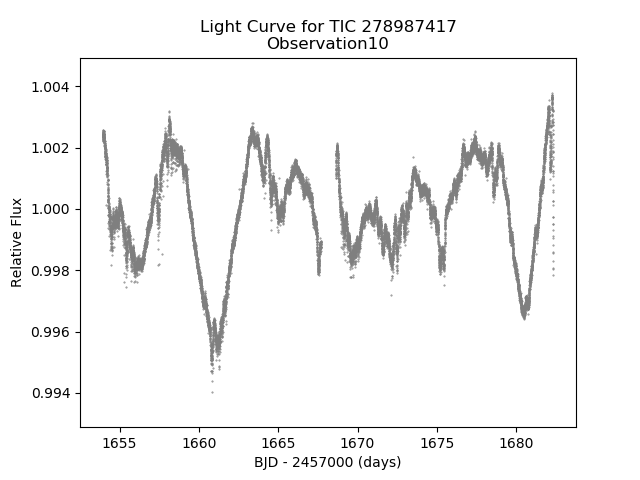 Light Curve for TIC 278987417
Observation10
1.004
1.002
1.000
0.998
0.996
0.994
Relative Flux
1655 1660 1665 1670 1675 1680
BJD - 2457000 (days)